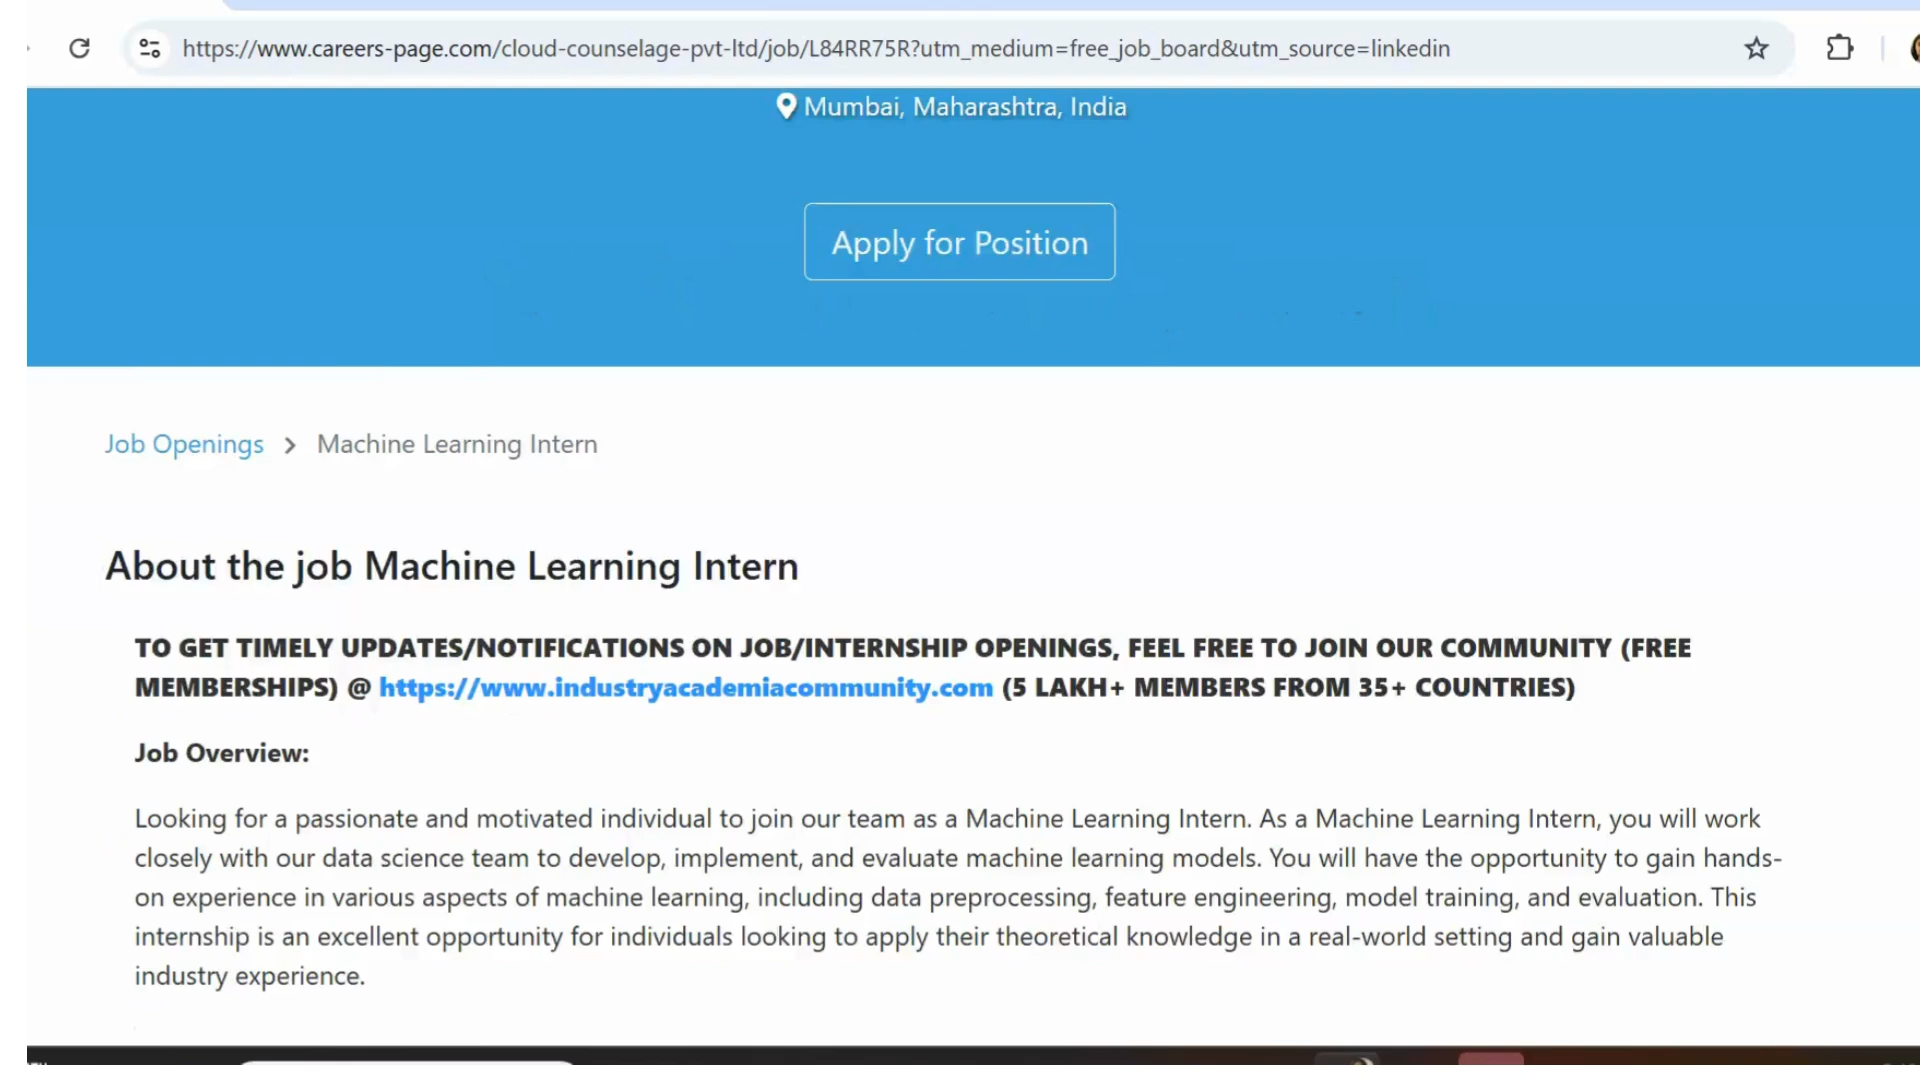 https://www.careers-page.com/cloud-counselage-pvt-ltd/job/L84RR75R?utm_medium=free_job_board&utm_source=linkedin
Mumbai, Maharashtra, India
Apply for Position
Job Openings > Machine Learning Intern
About the job Machine Learning Intern
TO GET TIMELY UPDATES/NOTIFICATIONS ON JOB/INTERNSHIP OPENINGS, FEEL FREE TO JOIN OUR COMMUNITY (FREE
MEMBERSHIPS) @ https://www.industryacademiacommunity.com (5 LAKH+ MEMBERS FROM 35+ COUNTRIES)
Job Overview:
Looking for a passionate and motivated individual to join our team as a Machine Learning Intern. As a Machine Learning Intern, you will work
closely with our data science team to develop, implement, and evaluate machine learning models. You will have the opportunity to gain hands-
on experience in various aspects of machine learning, including data preprocessing, feature engineering, model training, and evaluation. This
internship is an excellent opportunity for individuals looking to apply their theoretical knowledge in a real-world setting and gain valuable
industry experience.